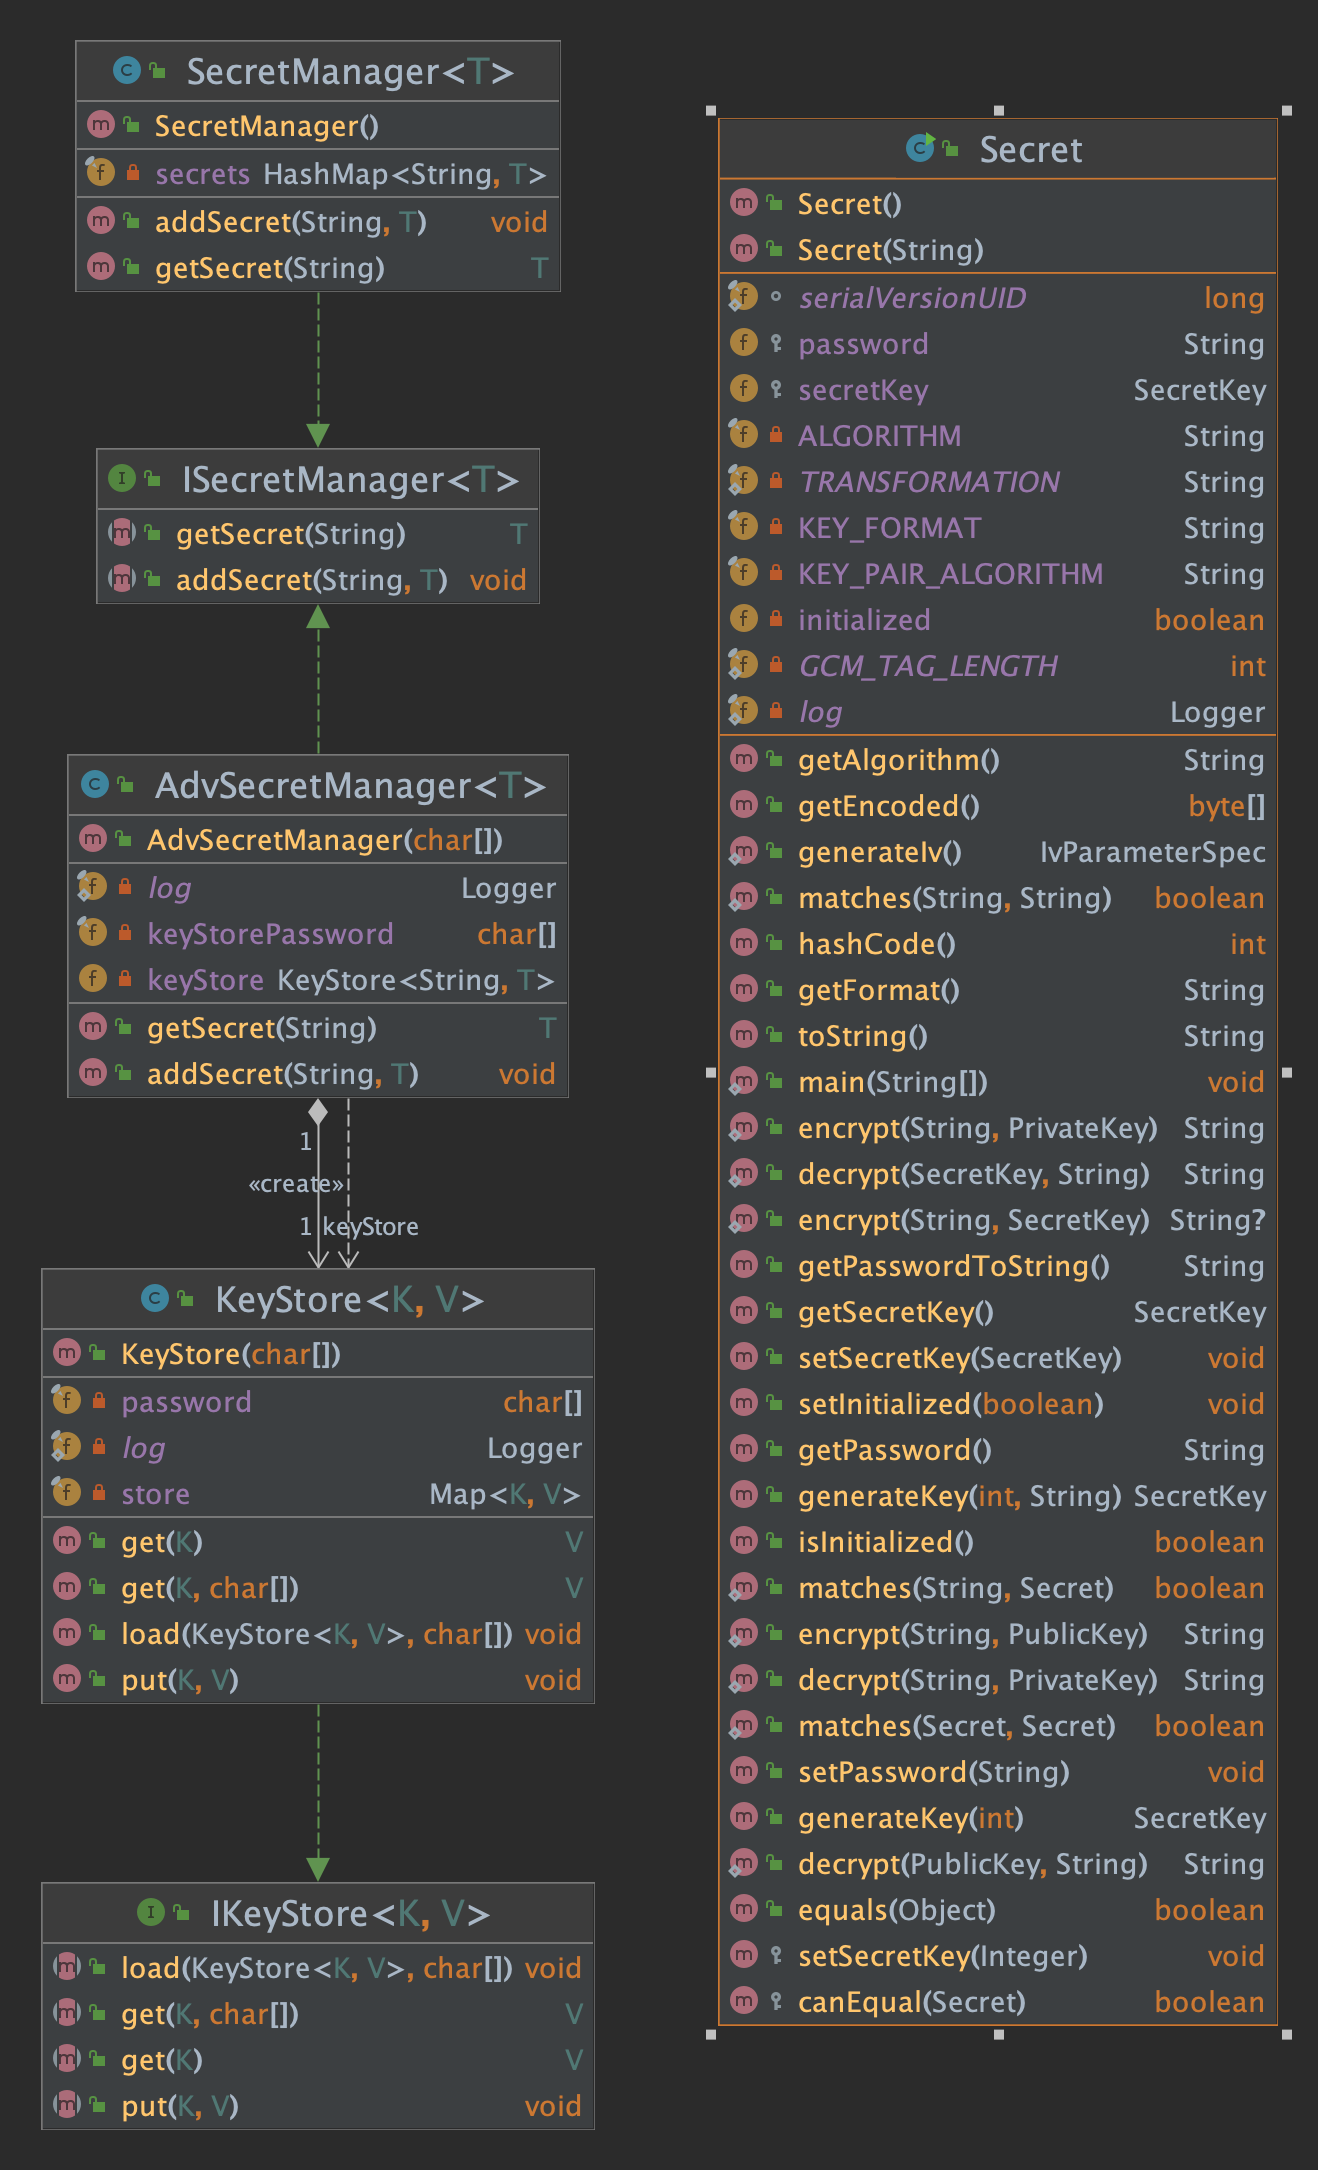 SecretManager<T>
SecretManager()
secrets HashMap<String, T>
addSecret(String, T) void
getSecret(String) T
ISecretManager<T>
getSecret(String) T
addSecret(String, T) void
AdvSecretManager<T>
AdvSecretManager(char[])
log Logger
keyStorePassword char[]
keyStore KeyStore<String, T>
getSecret(String) T
addSecret(String, T) void
1
«create»
1 keyStore
KeyStore<K, V>
KeyStore(char[])
password char[]
log Logger
store Map<K, V>
get(K) V
get(K, char[]) V
load(KeyStore<K, V>, char[]) void
put(K, V) void
IKeyStore<K, V>
load(KeyStore<K, V>, char[]) void
get(K, char[]) V
get(K) V
put(K, V) void
Secret
Secret()
Secret(String)
serialVersionUID long
password String
secretKey SecretKey
ALGORITHM String
TRANSFORMATION String
KEY_FORMAT String
KEY_PAIR_ALGORITHM String
initialized boolean
GCM_TAG_LENGTH int
log Logger
getAlgorithm() String
getEncoded() byte[]
generateIv() IvParameterSpec
matches(String, String) boolean
hashCode() int
getFormat() String
toString() String
main(String[]) void
encrypt(String, PrivateKey) String
decrypt(SecretKey, String) String
encrypt(String, SecretKey) String?
getPasswordToString() String
getSecretKey() SecretKey
setSecretKey(SecretKey) void
setInitialized(boolean) void
getPassword() String
generateKey(int, String) SecretKey
isInitialized() boolean
matches(String, Secret) boolean
encrypt(String, PublicKey) String
decrypt(String, PrivateKey) String
matches(Secret, Secret) boolean
setPassword(String) void
generateKey(int) SecretKey
decrypt(PublicKey, String) String
equals(Object) boolean
setSecretKey(Integer) void
canEqual(Secret) boolean